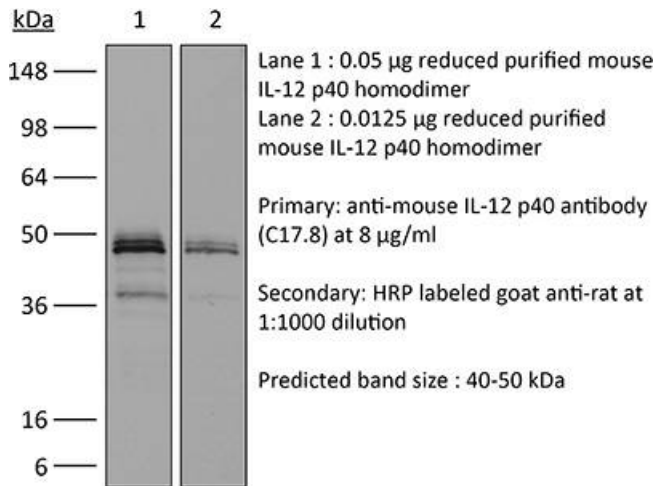 kDa 1 2
148
98
64
50
36
16
6
Lane 1 : 0.05 µg reduced purified mouse
IL-12 p40 homodimer
Lane 2 : 0.0125 µg reduced purified
mouse IL-12 p40 homodimer
Primary: anti-mouse IL-12 p40 antibody
(C17.8) at 8 µg/ml
Secondary: HRP labeled goat anti-rat at
1:1000 dilution
Predicted band size : 40-50 kDa